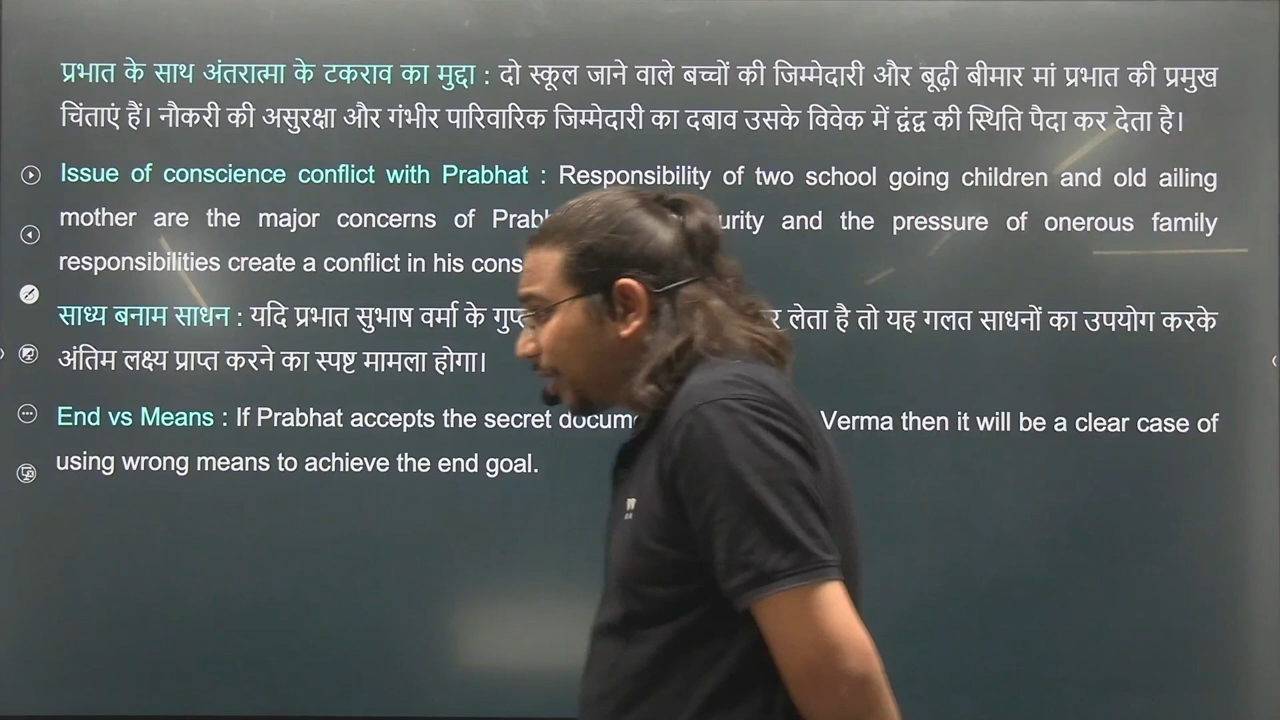 प्रभात के साथ अंतरात्मा के टकराव का मुद्दा : दो स्कूल जाने वाले बच्चों की जिम्मेदारी और बूढ़ी बीमार मां प्रभात की प्रमुख
चिंताएं हैं। नौकरी की असुरक्षा और गंभीर पारिवारिक जिम्मेदारी का दबाव उसके विवेक में द्वंद्व की स्थिति पैदा कर देता है।
Issue of conscience conflict with Prabhat : Responsibility of two school going children and old ailing
mother are the major concerns of and the pressure of onerous family
responsibilities create a conflict in his
साध्य बनाम साधन : यदि प्रभात सुभाष वर्मा के लेता है तो यह गलत साधनों का उपयोग करके
अंतिम लक्ष्य प्राप्त करने का स्पष्ट मामला होगा।
End vs Means : If Prabhat accepts the secret Verma then it will be a clear case of
using wrong means to achieve the end goal.